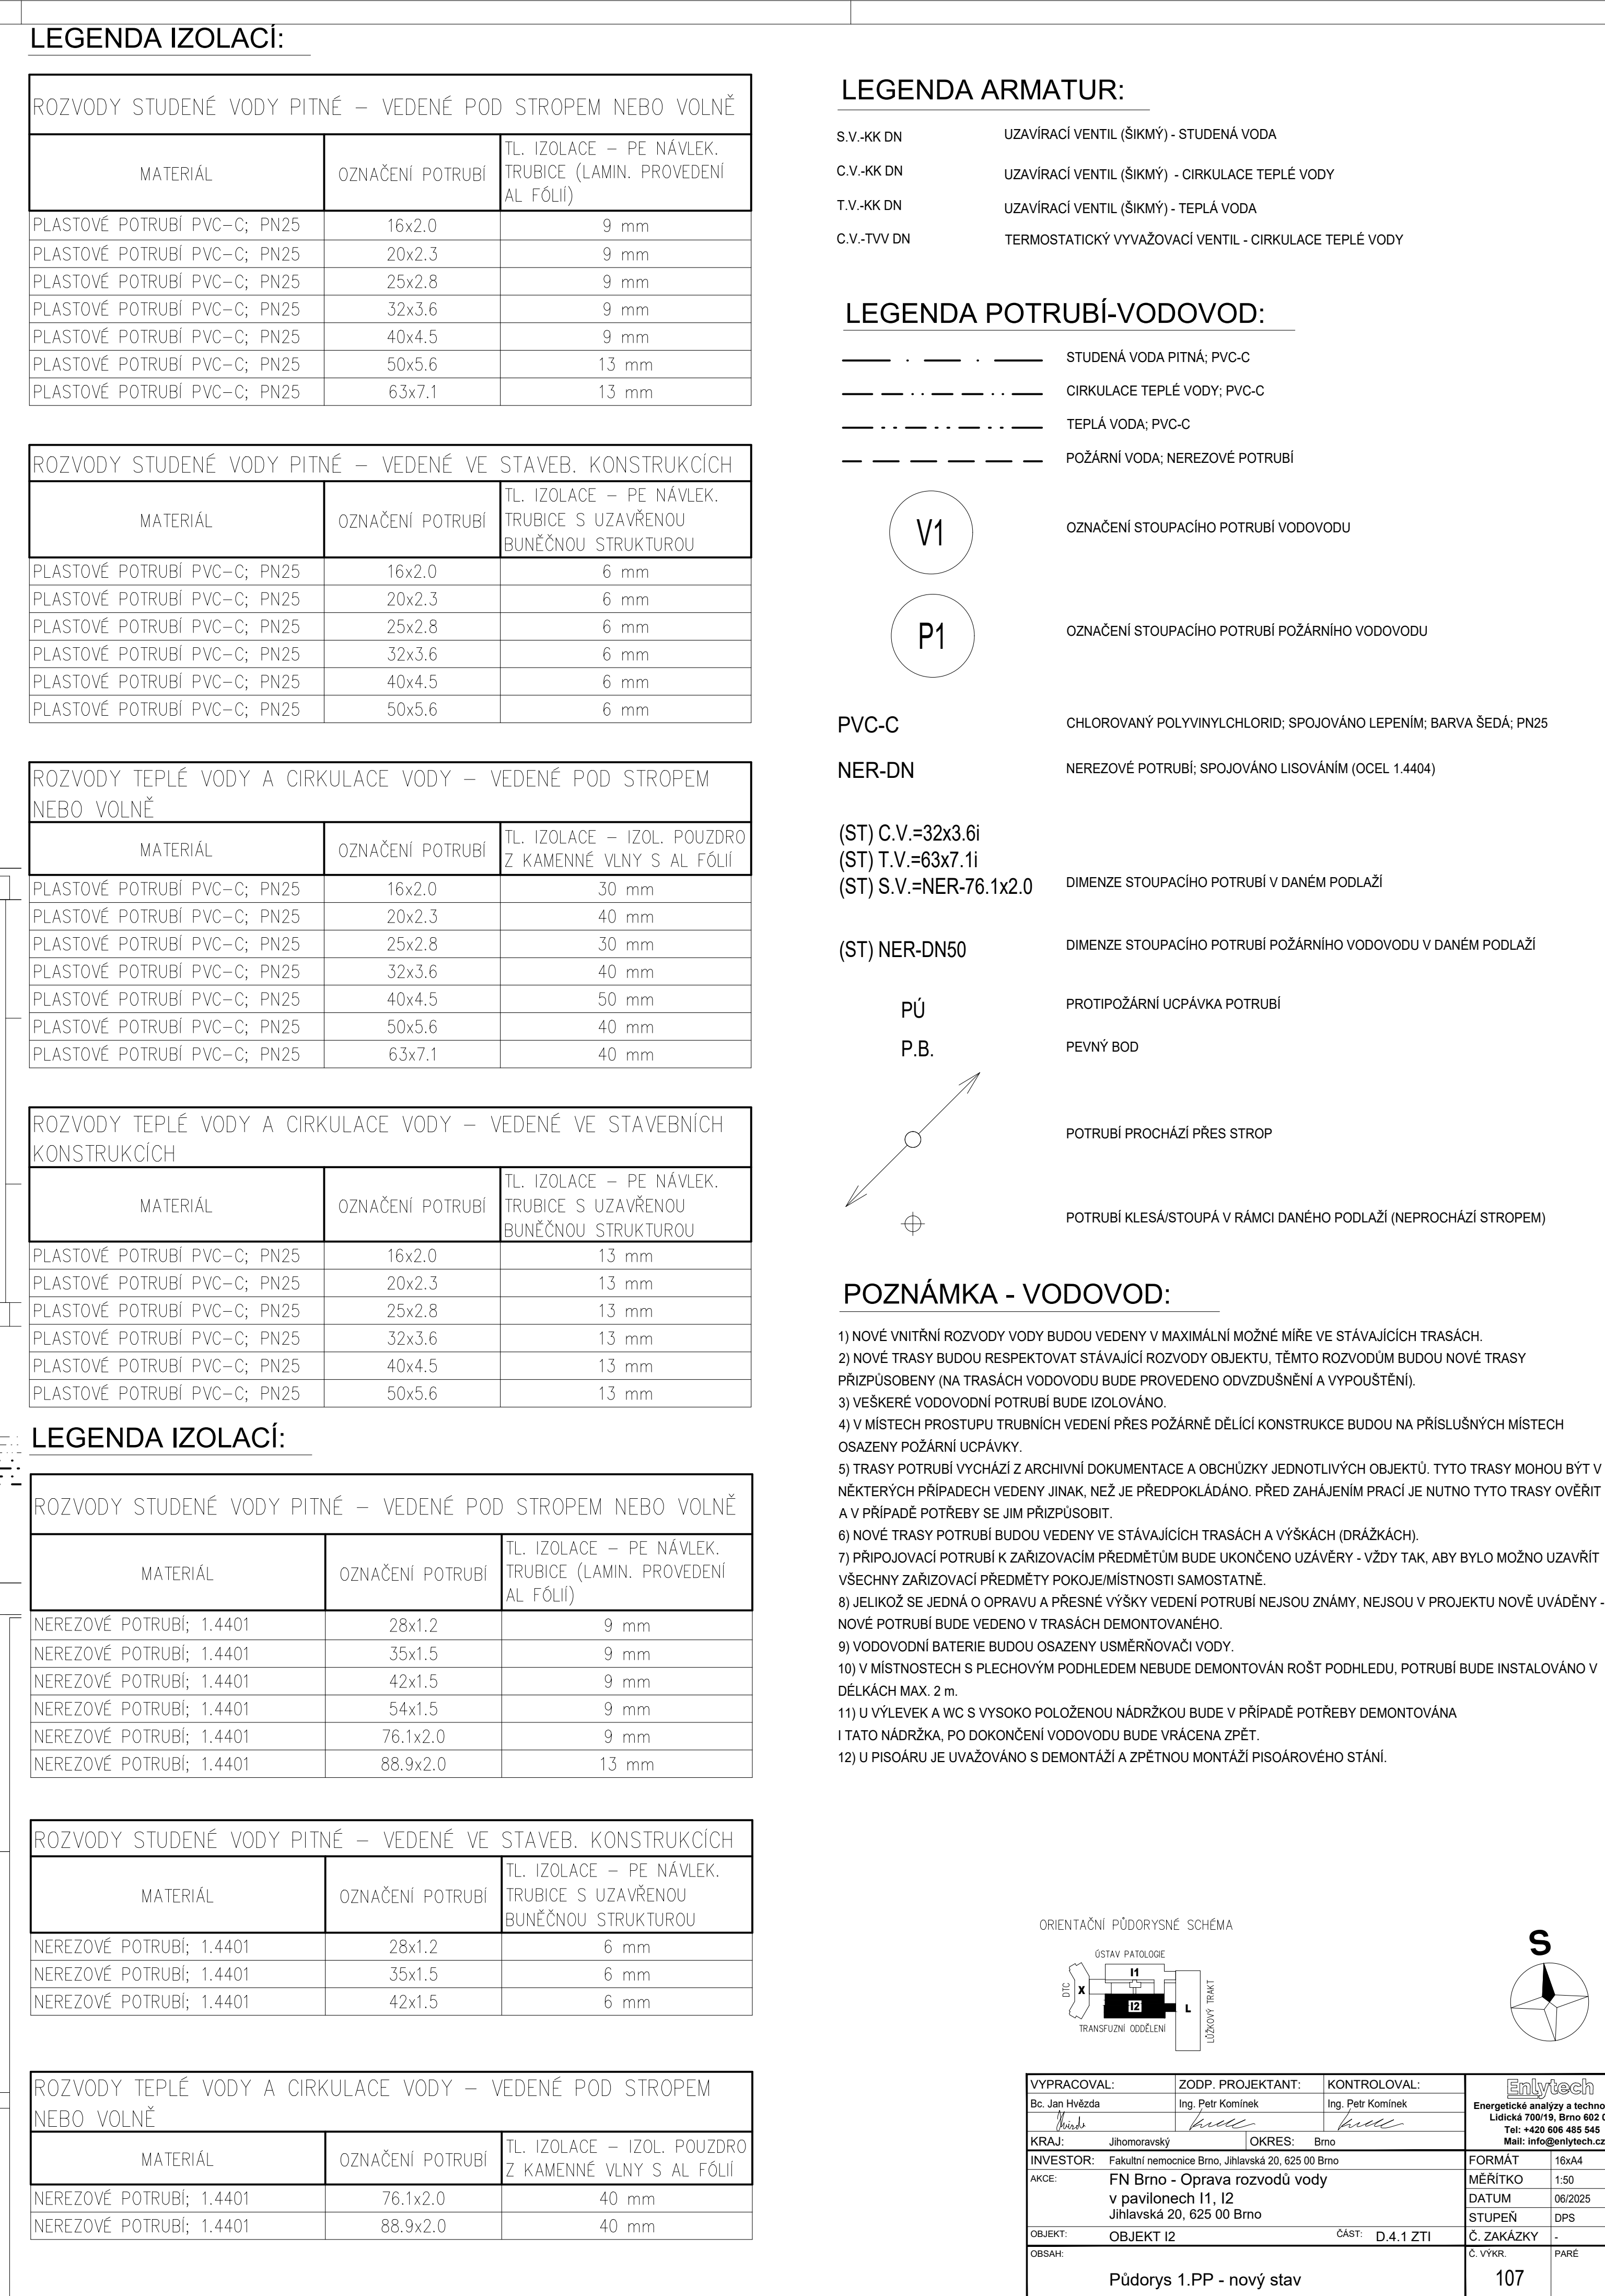 LEGENDA IZOLACÍ:
ROZVODY STUDENÉ VODY PITNÉ – VEDENÉ POD STROPEM NEBO VOLNĚ
MATERIÁL OZNAČENÍ POTRUBÍ TL. IZOLACE – PE NÁVLEK.
TRUBICE (LAMIN. PROVEDENÍ
AL FÓLIÍ)
PLASTOVÉ POTRUBÍ PVC–C; PN25 16x2.0 9 mm
PLASTOVÉ POTRUBÍ PVC–C; PN25 20x2.3 9 mm
PLASTOVÉ POTRUBÍ PVC–C; PN25 25x2.8 9 mm
PLASTOVÉ POTRUBÍ PVC–C; PN25 32x3.6 9 mm
PLASTOVÉ POTRUBÍ PVC–C; PN25 40x4.5 9 mm
PLASTOVÉ POTRUBÍ PVC–C; PN25 50x5.6 13 mm
PLASTOVÉ POTRUBÍ PVC–C; PN25 63x7.1 13 mm
ROZVODY STUDENÉ VODY PITNÉ – VEDENÉ VE STAVEB. KONSTRUKCÍCH
MATERIÁL OZNAČENÍ POTRUBÍ TL. IZOLACE – PE NÁVLEK.
TRUBICE S UZAVŘENOU
BUNĚČNOU STRUKTUROU
PLASTOVÉ POTRUBÍ PVC–C; PN25 16x2.0 6 mm
PLASTOVÉ POTRUBÍ PVC–C; PN25 20x2.3 6 mm
PLASTOVÉ POTRUBÍ PVC–C; PN25 25x2.8 6 mm
PLASTOVÉ POTRUBÍ PVC–C; PN25 32x3.6 6 mm
PLASTOVÉ POTRUBÍ PVC–C; PN25 40x4.5 6 mm
PLASTOVÉ POTRUBÍ PVC–C; PN25 50x5.6 6 mm
ROZVODY TEPLÉ VODY A CIRKULACE VODY – VEDENÉ POD STROPEM
NEBO VOLNĚ
MATERIÁL OZNAČENÍ POTRUBÍ TL. IZOLACE – IZOL. POUZDRO
Z KAMENNÉ VLNY S AL FÓLIÍ
PLASTOVÉ POTRUBÍ PVC–C; PN25 16x2.0 30 mm
PLASTOVÉ POTRUBÍ PVC–C; PN25 20x2.3 40 mm
PLASTOVÉ POTRUBÍ PVC–C; PN25 25x2.8 30 mm
PLASTOVÉ POTRUBÍ PVC–C; PN25 32x3.6 40 mm
PLASTOVÉ POTRUBÍ PVC–C; PN25 40x4.5 50 mm
PLASTOVÉ POTRUBÍ PVC–C; PN25 50x5.6 40 mm
PLASTOVÉ POTRUBÍ PVC–C; PN25 63x7.1 40 mm
ROZVODY TEPLÉ VODY A CIRKULACE VODY – VEDENÉ VE STAVEBNÍCH
KONSTRUKCÍCH
MATERIÁL OZNAČENÍ POTRUBÍ TL. IZOLACE – PE NÁVLEK.
TRUBICE S UZAVŘENOU
BUNĚČNOU STRUKTUROU
PLASTOVÉ POTRUBÍ PVC–C; PN25 16x2.0 13 mm
PLASTOVÉ POTRUBÍ PVC–C; PN25 20x2.3 13 mm
PLASTOVÉ POTRUBÍ PVC–C; PN25 25x2.8 13 mm
PLASTOVÉ POTRUBÍ PVC–C; PN25 32x3.6 13 mm
PLASTOVÉ POTRUBÍ PVC–C; PN25 40x4.5 13 mm
PLASTOVÉ POTRUBÍ PVC–C; PN25 50x5.6 13 mm
LEGENDA IZOLACÍ:
ROZVODY STUDENÉ VODY PITNÉ – VEDENÉ POD STROPEM NEBO VOLNĚ
MATERIÁL OZNAČENÍ POTRUBÍ TL. IZOLACE – PE NÁVLEK.
TRUBICE (LAMIN. PROVEDENÍ
AL FÓLIÍ)
NEREZOVÉ POTRUBÍ; 1.4401 28x1.2 9 mm
NEREZOVÉ POTRUBÍ; 1.4401 35x1.5 9 mm
NEREZOVÉ POTRUBÍ; 1.4401 42x1.5 9 mm
NEREZOVÉ POTRUBÍ; 1.4401 54x1.5 9 mm
NEREZOVÉ POTRUBÍ; 1.4401 76.1x2.0 9 mm
NEREZOVÉ POTRUBÍ; 1.4401 88.9x2.0 13 mm
ROZVODY STUDENÉ VODY PITNÉ – VEDENÉ VE STAVEB. KONSTRUKCÍCH
MATERIÁL OZNAČENÍ POTRUBÍ TL. IZOLACE – PE NÁVLEK.
TRUBICE S UZAVŘENOU
BUNĚČNOU STRUKTUROU
NEREZOVÉ POTRUBÍ; 1.4401 28x1.2 6 mm
NEREZOVÉ POTRUBÍ; 1.4401 35x1.5 6 mm
NEREZOVÉ POTRUBÍ; 1.4401 42x1.5 6 mm
ROZVODY TEPLÉ VODY A CIRKULACE VODY – VEDENÉ POD STROPEM
NEBO VOLNĚ
MATERIÁL OZNAČENÍ POTRUBÍ TL. IZOLACE – IZOL. POUZDRO
Z KAMENNÉ VLNY S AL FÓLIÍ
NEREZOVÉ POTRUBÍ; 1.4401 76.1x2.0 40 mm
NEREZOVÉ POTRUBÍ; 1.4401 88.9x2.0 40 mm
LEGENDA ARMATUR:
S.V.-KK DN UZAVÍRACÍ VENTIL (ŠIKMÝ) - STUDENÁ VODA
C.V.-KK DN UZAVÍRACÍ VENTIL (ŠIKMÝ) - CIRKULACE TEPLÉ VODY
T.V.-KK DN UZAVÍRACÍ VENTIL (ŠIKMÝ) - TEPLÁ VODA
C.V.-TVV DN TERMOSTATICKÝ VYVAŽOVACÍ VENTIL - CIRKULACE TEPLÉ VODY
LEGENDA POTRUBÍ-VODOVOD:
STUDENÁ VODA PITNÁ; PVC-C
CIRKULACE TEPLÉ VODY; PVC-C
TEPLÁ VODA; PVC-C
POŽÁRNÍ VODA; NEREZOVÉ POTRUBÍ
V1 OZNAČENÍ STOUPACÍHO POTRUBÍ VODOVODU
P1 OZNAČENÍ STOUPACÍHO POTRUBÍ POŽÁRNÍHO VODOVODU
PVC-C CHLOROVANÝ POLYVINYLCHLORID; SPOJOVÁNO LEPENÍM; BARVA ŠEDÁ; PN25
NER-DN NEREZOVÉ POTRUBÍ; SPOJOVÁNO LISOVÁNÍM (OCEL 1.4404)
(ST) C.V.=32x3.6i
(ST) T.V.=63x7.1i
(ST) S.V.=NER-76.1x2.0 DIMENZE STOUPACÍHO POTRUBÍ V DANÉM PODLAŽÍ
(ST) NER-DN50 DIMENZE STOUPACÍHO POTRUBÍ POŽÁRNÍHO VODOVODU V DANÉM PODLAŽÍ
PÚ PROTIPOŽÁRNÍ UCPÁVKA POTRUBÍ
P.B. PEVNÝ BOD
POTRUBÍ PROCHÁZÍ PŘES STROP
POTRUBÍ KLESÁ/STOUPÁ V RÁMCI DANÉHO PODLAŽÍ (NEPROCHÁZÍ STROPEM)
POZNÁMKA - VODOVOD:
1) NOVÉ VNITŘNÍ ROZVODY VODY BUDOU VEDENY V MAXIMÁLNÍ MOŽNÉ MÍŘE VE STÁVAJÍCÍCH TRASÁCH.
2) NOVÉ TRASY BUDOU RESPEKTOVAT STÁVAJÍCÍ ROZVODY OBJEKTU, TĚMTO ROZVODŮM BUDOU NOVÉ TRASY
PŘIZPŮSOBENY (NA TRASÁCH VODOVODU BUDE PROVEDENO ODVZDUŠNĚNÍ A VYPOUŠTĚNÍ).
3) VEŠKERÉ VODOVODNÍ POTRUBÍ BUDE IZOLOVÁNO.
4) V MÍSTECH PROSTUPU TRUBNÍCH VEDENÍ PŘES POŽÁRNĚ DĚLÍCÍ KONSTRUKCE BUDOU NA PŘÍSLUŠNÝCH MÍSTECH
OSAZENY POŽÁRNÍ UCPÁVKY.
5) TRASY POTRUBÍ VYCHÁZÍ Z ARCHIVNÍ DOKUMENTACE A OBCHŮZKY JEDNOTLIVÝCH OBJEKTŮ. TYTO TRASY MOHOU BÝT V
NĚKTERÝCH PŘÍPADECH VEDENY JINAK, NEŽ JE PŘEDPOKLÁDÁNO. PŘED ZAHÁJENÍM PRACÍ JE NUTNO TYTO TRASY OVĚŘIT
A V PŘÍPADĚ POTŘEBY SE JIM PŘIZPŮSOBIT.
6) NOVÉ TRASY POTRUBÍ BUDOU VEDENY VE STÁVAJÍCÍCH TRASÁCH A VÝŠKÁCH (DRÁŽKÁCH).
7) PŘIPOJOVACÍ POTRUBÍ K ZAŘIZOVACÍM PŘEDMĚTŮM BUDE UKONČENO UZÁVĚRY - VŽDY TAK, ABY BYLO MOŽNO UZAVŘÍT
VŠECHNY ZAŘIZOVACÍ PŘEDMĚTY POKOJE/MÍSTNOSTI SAMOSTATNĚ.
8) JELIKOŽ SE JEDNÁ O OPRAVU A PŘESNÉ VÝŠKY VEDENÍ POTRUBÍ NEJSOU ZNÁMY, NEJSOU V PROJEKTU NOVĚ UVÁDĚNY -
NOVÉ POTRUBÍ BUDE VEDENO V TRASÁCH DEMONTOVANÉHO.
9) VODOVODNÍ BATERIE BUDOU OSAZENY USMĚRŇOVAČI VODY.
10) V MÍSTNOSTECH S PLECHOVÝM PODHLEDEM NEBUDE DEMONTOVÁN ROŠT PODHLEDU, POTRUBÍ BUDE INSTALOVÁNO V
DÉLKÁCH MAX. 2 m.
11) U VÝLEVEK A WC S VYSOKO POLOŽENOU NÁDRŽKOU BUDE V PŘÍPADĚ POTŘEBY DEMONTOVÁNA
I TATO NÁDRŽKA, PO DOKONČENÍ VODOVODU BUDE VRÁCENA ZPĚT.
12) U PISOÁRU JE UVAŽOVÁNO S DEMONTÁŽÍ A ZPĚTNOU MONTÁŽÍ PISOÁROVÉHO STÁNÍ.
ORIENTAČNÍ PŮDORYSNÉ SCHÉMA
ÚSTAV PATOLOGIE
I1
DTC X
I2 L
LŮŽKOVÝ TRAKT
TRANSFUZNÍ ODDĚLENÍ
S
VYPRACOVAL: ZODP. PROJEKTANT: KONTROLOVAL:
Bc. Jan Hvězda Ing. Petr Komínek Ing. Petr Komínek
KRAJ: Jihomoravský OKRES: Brno
Enlytech
Energetické analýzy a techno
Lidická 700/19, Brno 602 0
Tel: +420 606 485 545
Mail: info@enlytech.cz
INVESTOR: Fakultní nemocnice Brno, Jihlavská 20, 625 00 Brno
AKCE: FN Brno - Oprava rozvodů vody
v pavilonech I1, I2
Jihlavská 20, 625 00 Brno
OBJEKT: OBJEKT I2 ČÁST: D.4.1 ZTI
OBSAH:
Půdorys 1.PP - nový stav
FORMÁT 16xA4
MĚŘÍTKO 1:50
DATUM 06/2025
STUPEŇ DPS
Č. ZAKÁZKY -
Č. VÝKR. PARÉ
107